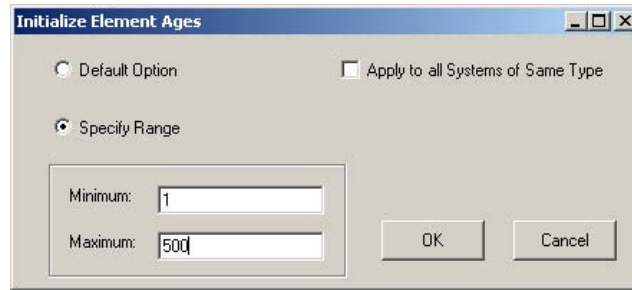 Initialize Element Ages
Default Option
Apply to all Systems of Same Type
Specify Range
Minimum: 1
Maximum: 500
OK
Cancel